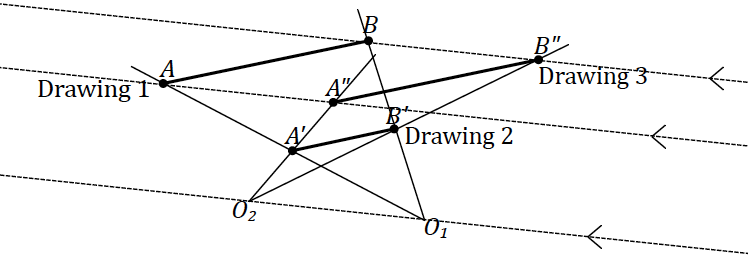 B
A
B″
Drawing 3
Drawing 1
A″
B′
Drawing 2
A′
O₂
O₁